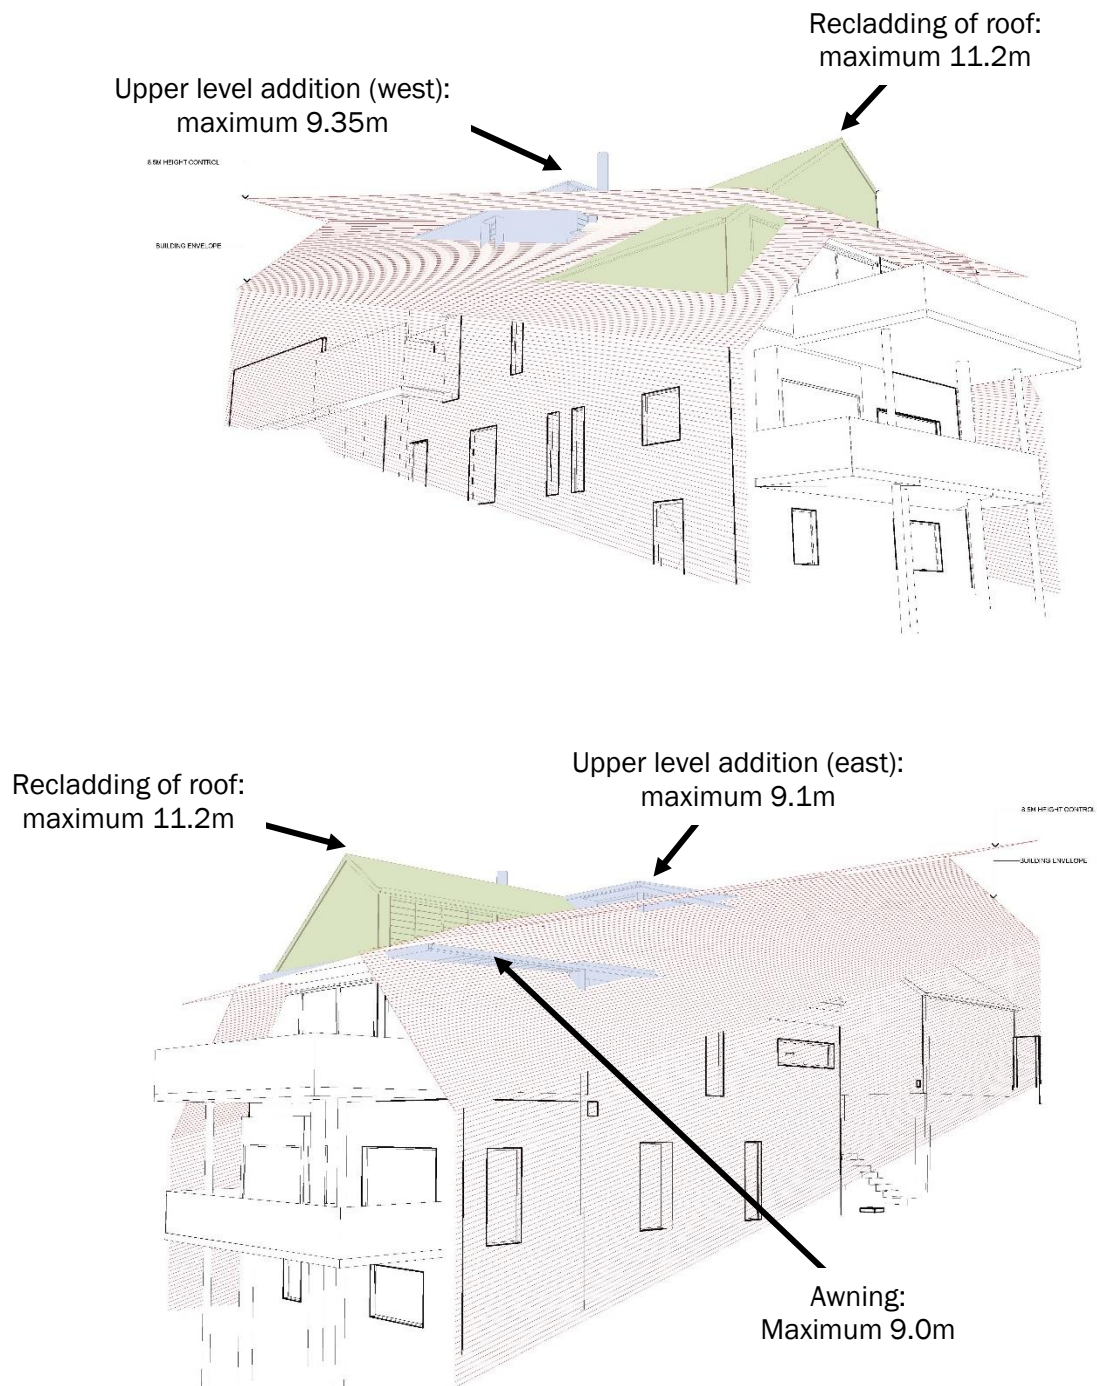 Recladding of roof:
maximum 11.2m
Upper level addition (west):
maximum 9.35m
8.5M HEIGHT CONTROL
BUILDING ENVELOPE
Upper level addition (east):
maximum 9.1m
Recladding of roof:
maximum 11.2m
8.5M HEIGHT CONTROL
BUILDING ENVELOPE
Awning:
Maximum 9.0m